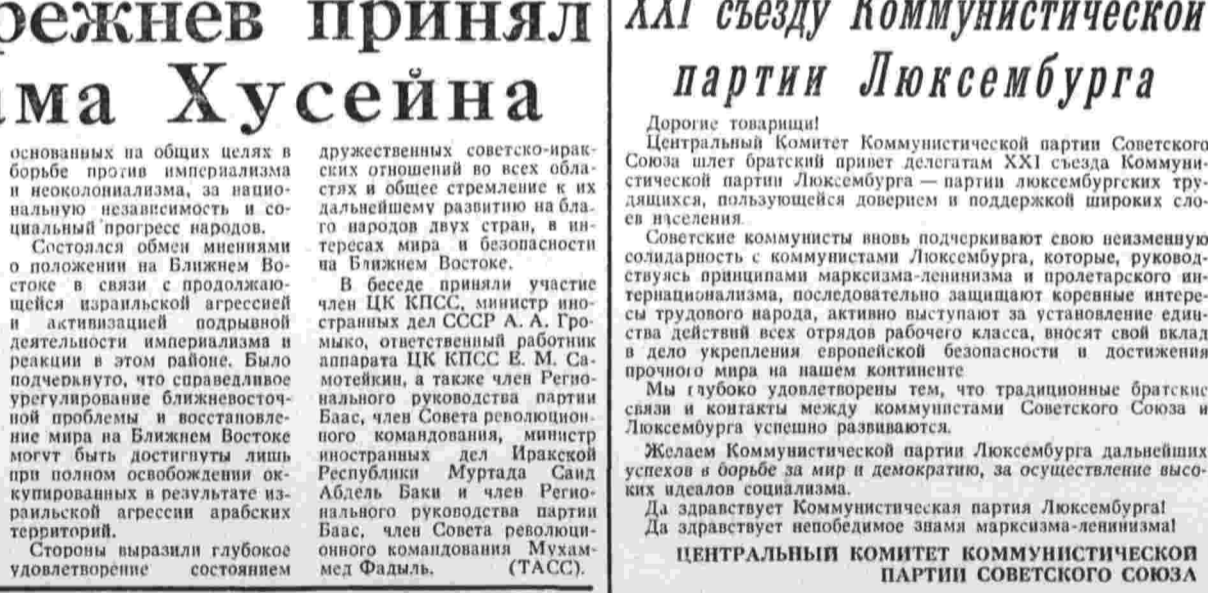 режнев принял
ама Хусейна
основанных на общих целях в
борьбе против империализма
и неоколониализма, за нацио-
нальную независимость и со-
циальный прогресс народов.
Состоялся обмен мнениями
о положении на Ближнем Во-
стоке в связи с продолжаю-
щейся израильской агрессией
и активизацией подрывной
деятельности империализма и
реакции в этом районе. Было
подчеркнуто, что справедливое
урегулирование ближневосточ-
ной проблемы и восстановле-
ние мира на Ближнем Востоке
могут быть достигнуты лишь
при полном освобождении ок-
купированных в результате из-
раильской агрессии арабских
территорий.
Стороны выразили глубокое
удовлетворение состоянием
дружественных советско-ирак-
ских отношений во всех обла-
стях и общее стремление к их
дальнейшему развитию на бла-
го народов двух стран, в ин-
тересах мира и безопасности
на Ближнем Востоке.
В беседе приняли участие
член ЦК КПСС, министр ино-
странных дел СССР А. А. Гро-
мыко, ответственный работник
аппарата ЦК КПСС Е. М. Са-
мотейкин, а также член Регио-
нального руководства партии
Баас, член Совета революцион-
ного командования, министр
иностранных дел Иракской
Республики Муртада Саид
Абдель Баки и член Регио-
нального руководства партии
Баас, член Совета революци-
онного командования Мухам-
мед Фадыль. (ТАСС).
XXI съезду Коммунистической
партии Люксембурга
Дорогие товарищи!
Центральный Комитет Коммунистической партии Советского
Союза шлет братский привет делегатам XXI съезда Коммуни-
стической партии Люксембурга — партии люксембургских тру-
дящихся, пользующейся доверием и поддержкой широких сло-
ев населения
Советские коммунисты вновь подчеркивают свою неизменную
солидарность с коммунистами Люксембурга, которые, руковод-
ствуясь принципами марксизма-ленинизма и пролетарского ин-
тернационализма, последовательно защищают коренные интере-
сы трудового народа, активно выступают за установление един-
ства действий всех отрядов рабочего класса, вносят свой вклад
в дело укрепления европейской безопасности и достижения
прочного мира на нашем континенте
Мы глубоко удовлетворены тем, что традиционные братские
связи и контакты между коммунистами Советского Союза и
Люксембурга успешно развиваются.
Желаем Коммунистической партии Люксембурга дальнейших
успехов в борьбе за мир и демократию, за осуществление высо-
ких идеалов социализма.
Да здравствует Коммунистическая партия Люксембурга!
Да здравствует непобедимое знамя марксизма-ленинизма!
ЦЕНТРАЛЬНЫЙ КОМИТЕТ КОММУНИСТИЧЕСКОЙ
ПАРТИИ СОВЕТСКОГО СОЮЗА